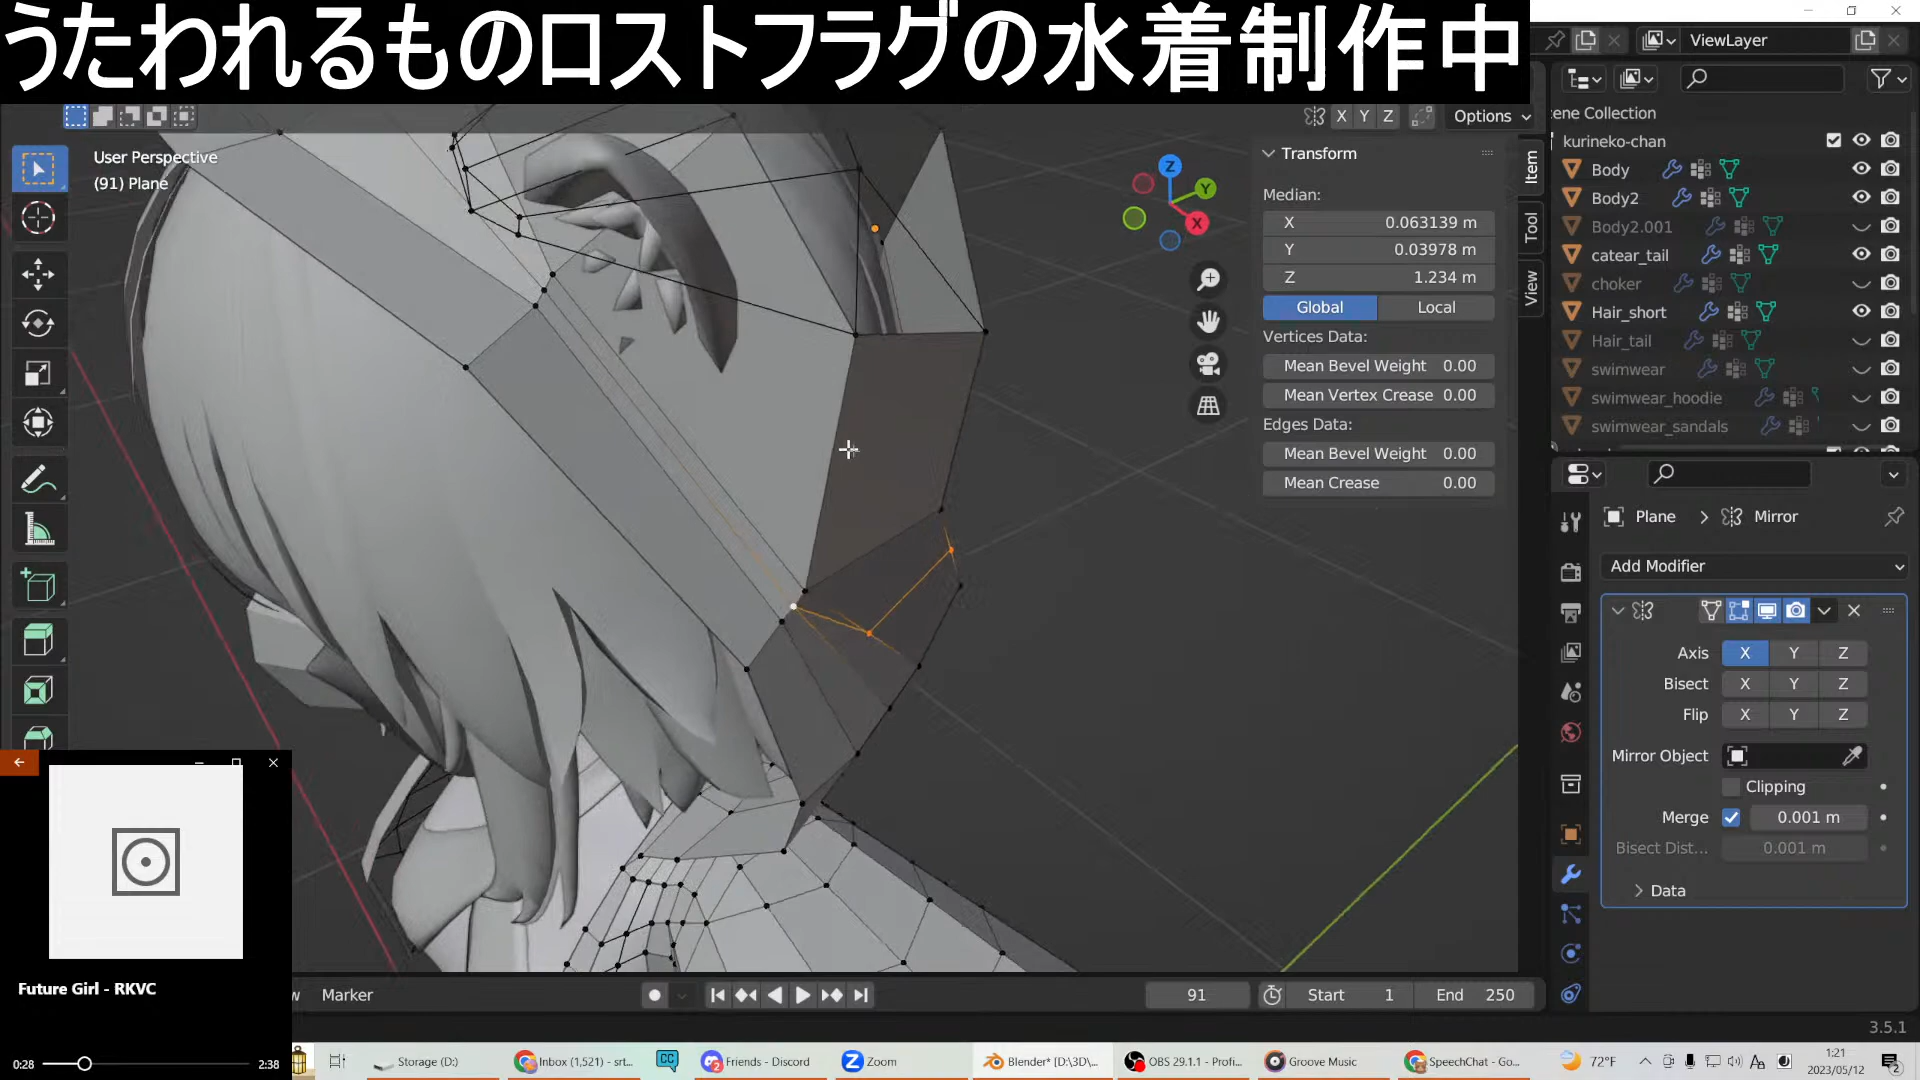 うたわれるものロストフラグの水着制作中
ViewLayer
X Y Z
Options
User Perspective
(91) Plane
Transform
Median:
X 0.063139 m
Y 0.03978 m
Z 1.234 m
Global Local
Vertices Data:
Mean Bevel Weight 0.00
Mean Vertex Crease 0.00
Edges Data:
Mean Bevel Weight 0.00
Mean Crease 0.00
Z
Y
X
Item
Tool
View
ene Collection
kurineko-chan
Body
Body2
Body2.001
catear_tail
choker
Hair_short
Hair_tail
swimwear
swimwear_hoodie
swimwear_sandals
Plane > Mirror
Add Modifier
Axis X Y Z
Bisect X Y Z
Flip X Y Z
Mirror Object
Clipping
Merge 0.001 m
Bisect Dist... 0.001 m
Data
Future Girl - RKVC
0:28 2:38
w Marker
91 Start 1 End 250
3.5.1
Storage (D:)
Inbox (1,521) - srt...
CC
2
Friends - Discord
Zoom
Blender* [D:\3D\...
OBS 29.1.1 - Profi...
Groove Music
SpeechChat - Go...
72°F
A
1:21
2023/05/12
2